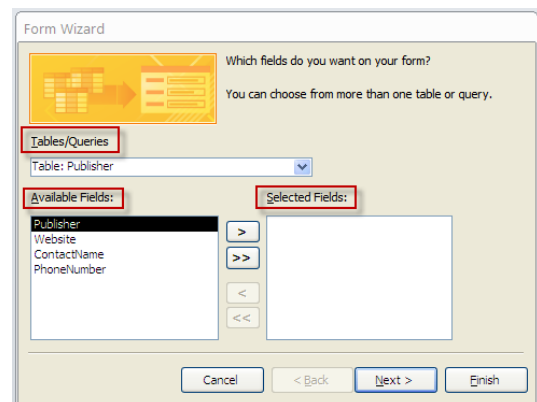 Form Wizard
Which fields do you want on your form?
You can choose from more than one table or query.
Tables/Queries
Table: Publisher
Available Fields:
Selected Fields:
Publisher
Website
ContactName
PhoneNumber
>
>>
<
<<
Cancel
< Back
Next >
Finish